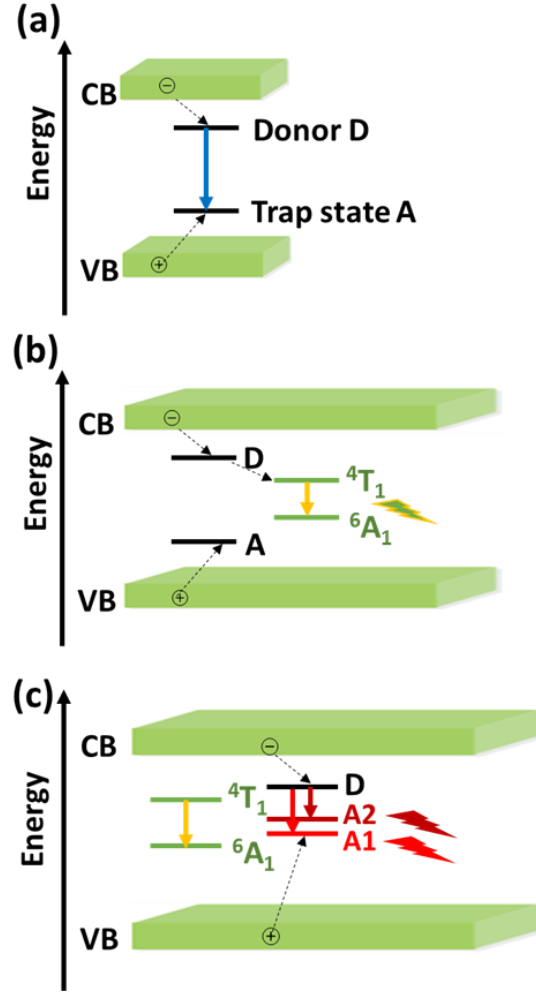 (a)
Energy
CB
⊖
Donor D
Trap state A
VB
⊕
(b)
Energy
CB
⊖
D
⁴T₁
⁶A₁
A
VB
⊕
(c)
Energy
CB
⊖
D
⁴T₁
A2
A1
⁶A₁
VB
⊕